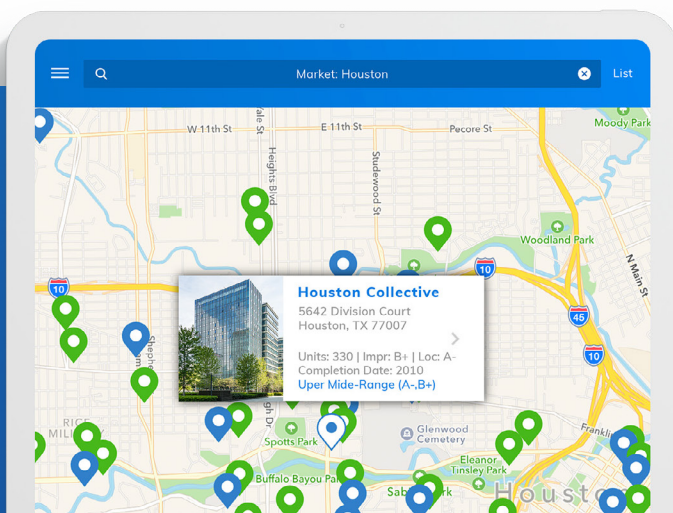 Market: Houston
List
W 11th St
E 11th St
Pecore St
Moody Park
Yale St
Heights Blvd
Studewood St
Woodland Park
N Main St
10
10
45
10
Houston Collective
5642 Division Court
Houston, TX 77007
Units: 330 | Impr: B+ | Loc: A-
Completion Date: 2010
Uper Mide-Range (A-,B+)
Spotts Park
Glenwood
Cemetery
Eleanor
Tinsley Park
Buffalo Bayou
Houston